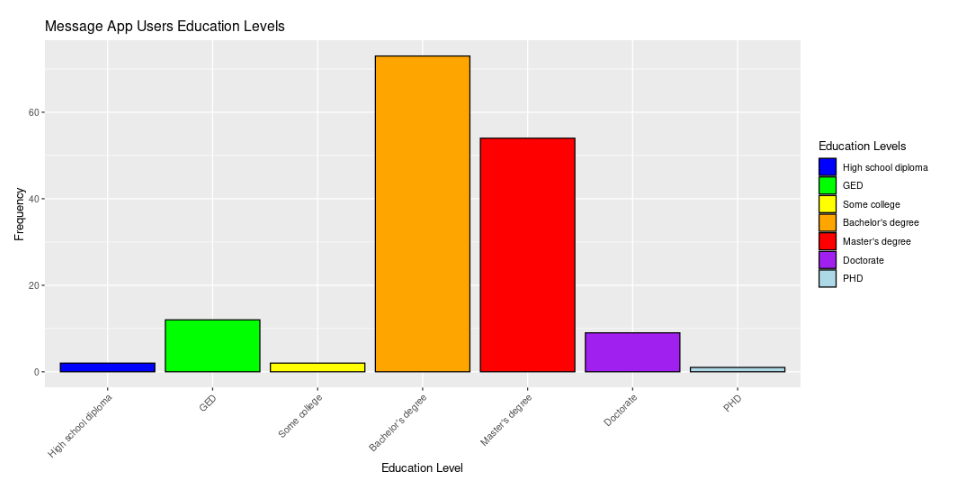 Message App Users Education Levels
60
40
20
0
Frequency
High school diploma
GED
Some college
Bachelor's degree
Master's degree
Doctorate
PHD
Education Level
Education Levels
High school diploma
GED
Some college
Bachelor's degree
Master's degree
Doctorate
PHD